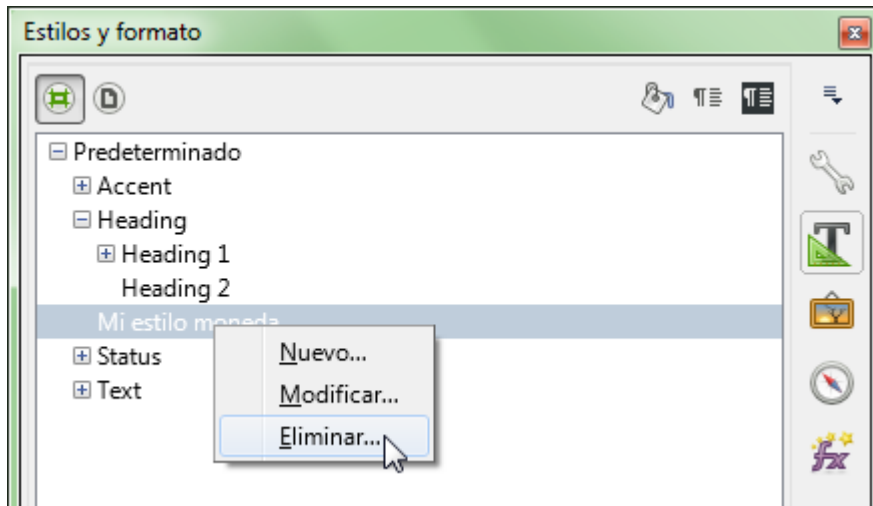 Estilos y formato
Predeterminado
Accent
Heading
Heading 1
Heading 2
Mi estilo moneda
Status
Text
Nuevo...
Modificar...
Eliminar...